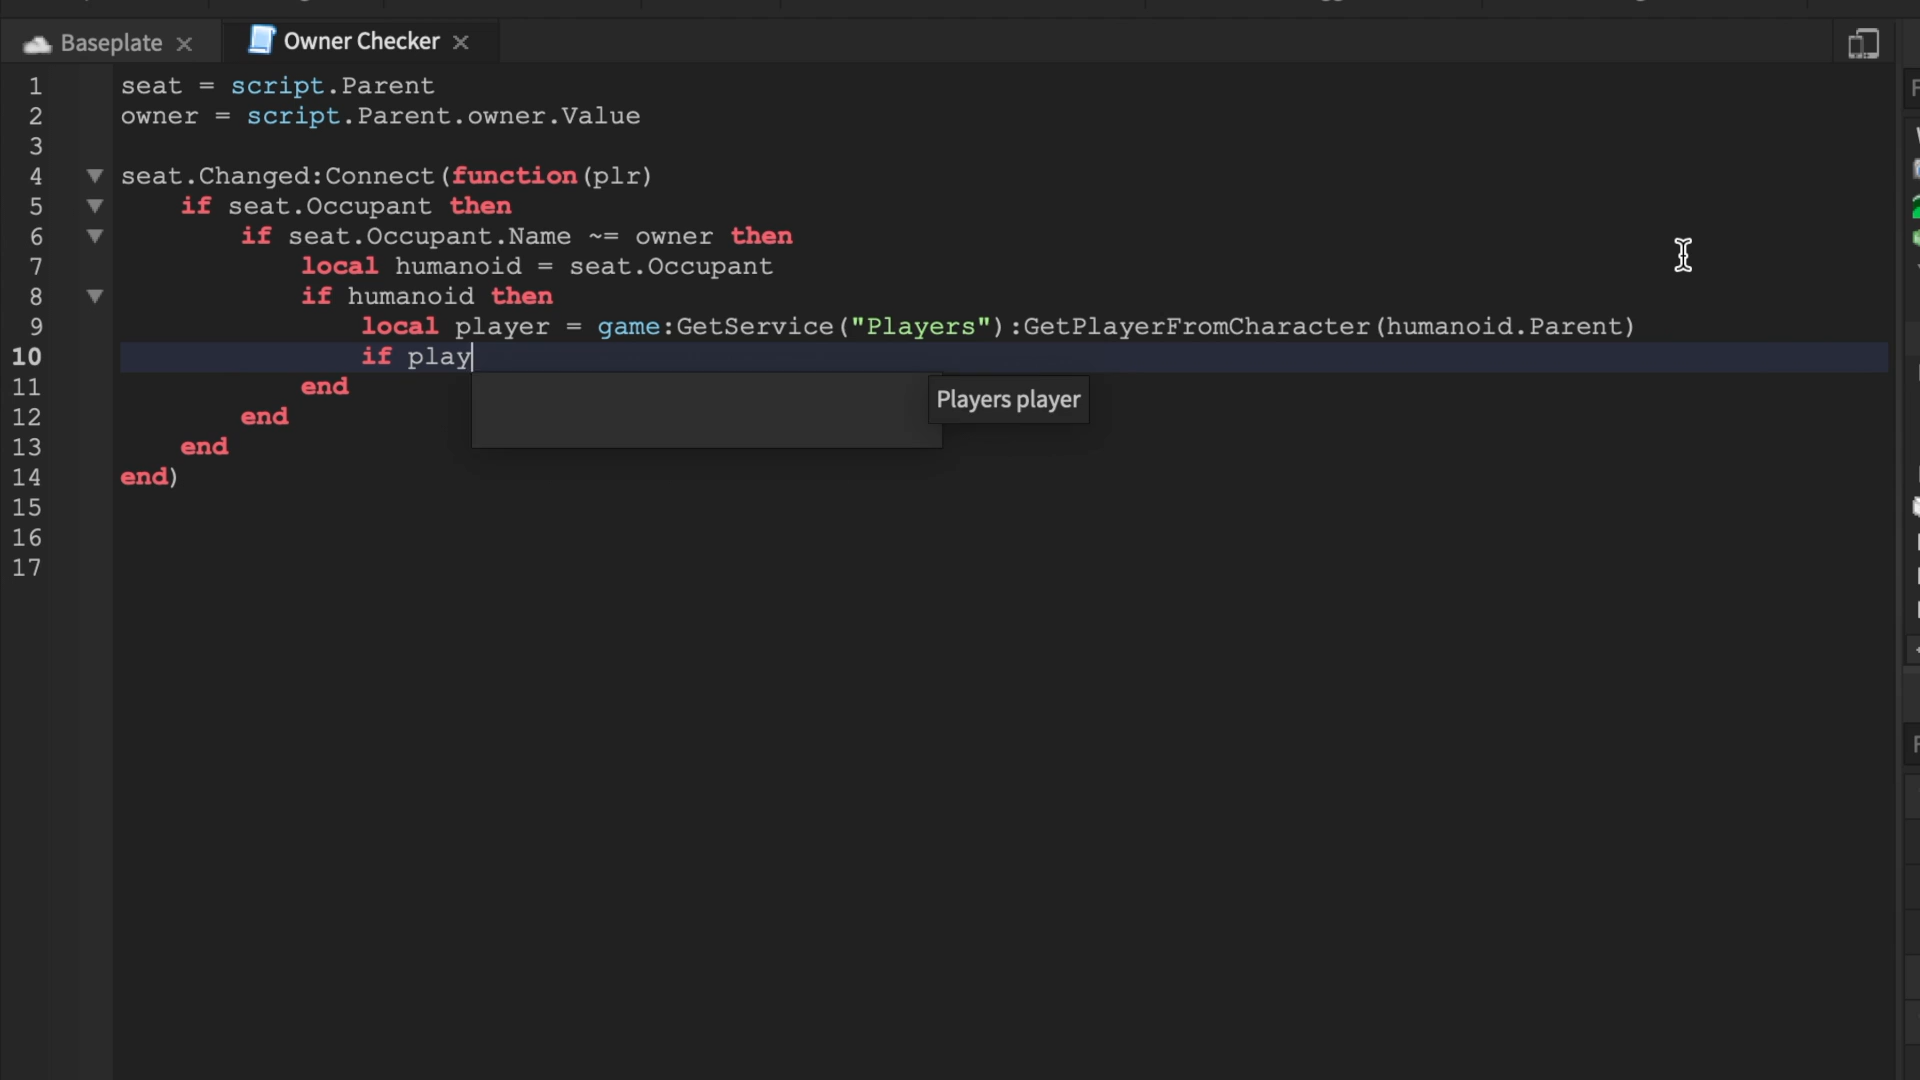 Baseplate
Owner Checker
1 seat = script.Parent
2 owner = script.Parent.owner.Value
3
4 seat.Changed:Connect(function(plr)
5 if seat.Occupant then
6 if seat.Occupant.Name ~= owner then
7 local humanoid = seat.Occupant
8 if humanoid then
9 local player = game:GetService("Players"):GetPlayerFromCharacter(humanoid.Parent)
10 if play
Players player
11 end
12 end
13 end
14 end)
15
16
17